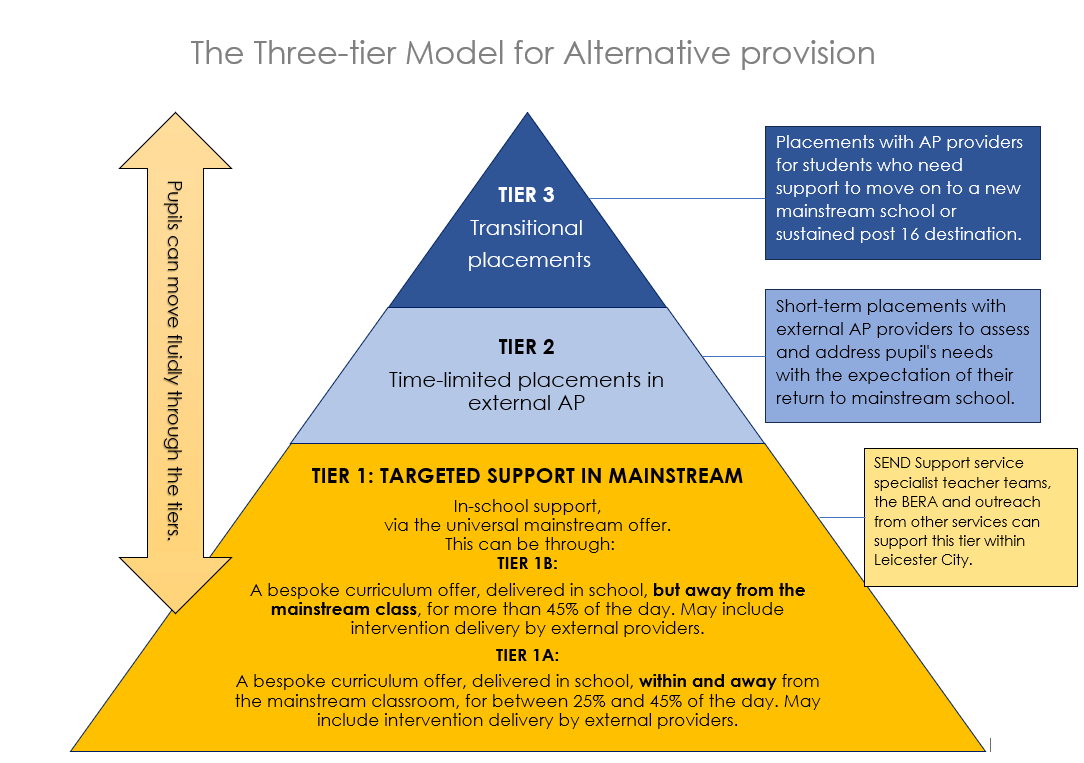 The Three-tier Model for Alternative provision
Pupils can move fluidly through the tiers.
TIER 3
Transitional
placements
Placements with AP providers
for students who need
support to move on to a new
mainstream school or
sustained post 16 destination.
TIER 2
Time-limited placements in
external AP
Short-term placements with
external AP providers to assess
and address pupil's needs
with the expectation of their
return to mainstream school.
TIER 1: TARGETED SUPPORT IN MAINSTREAM
In-school support,
via the universal mainstream offer.
This can be through:
TIER 1B:
A bespoke curriculum offer, delivered in school, but away from the
mainstream class, for more than 45% of the day. May include
intervention delivery by external providers.
TIER 1A:
A bespoke curriculum offer, delivered in school, within and away from
the mainstream classroom, for between 25% and 45% of the day. May
include intervention delivery by external providers.
SEND Support service
specialist teacher teams,
the BERA and outreach
from other services can
support this tier within
Leicester City.